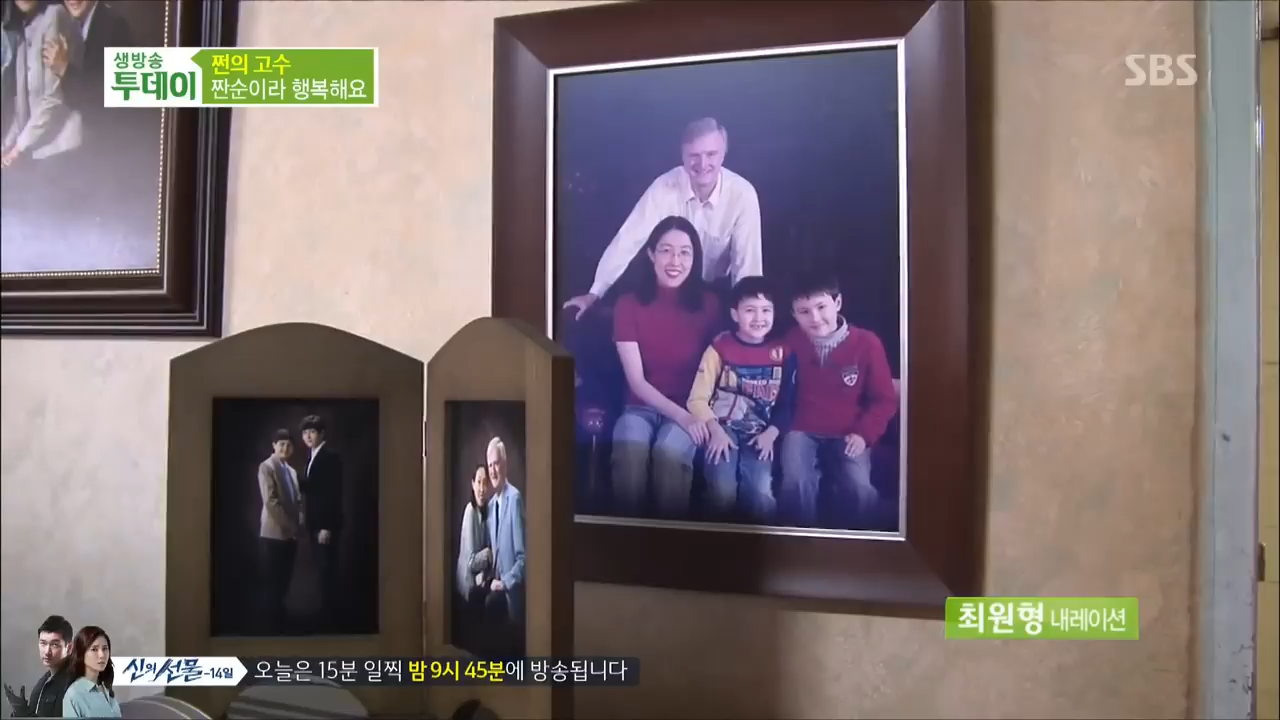 생방송
투데이
쩐의 고수
짠순이라 행복해요
SBS
최원형 내레이션
신의 선물-14일
오늘은 15분 일찍 밤 9시 45분에 방송됩니다